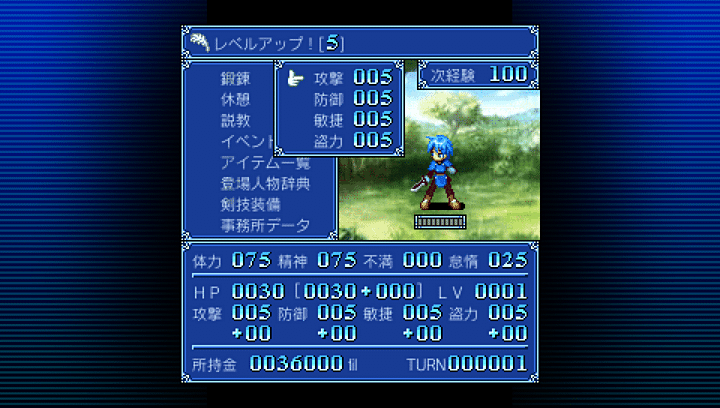 レベルアップ！[5]
鍛錬
休憩
説教
イベント
アイテム一覧
登場人物辞典
剣技装備
事務所データ
攻撃 005
防御 005
敏捷 005
盗力 005
次経験 100
体力 075 精神 075 不満 000 怠惰 025
HP 0030 [0030+000] LV 0001
攻撃 005 防御 005 敏捷 005 盗力 005
+00 +00 +00 +00
所持金 0036000 fil TURN000001